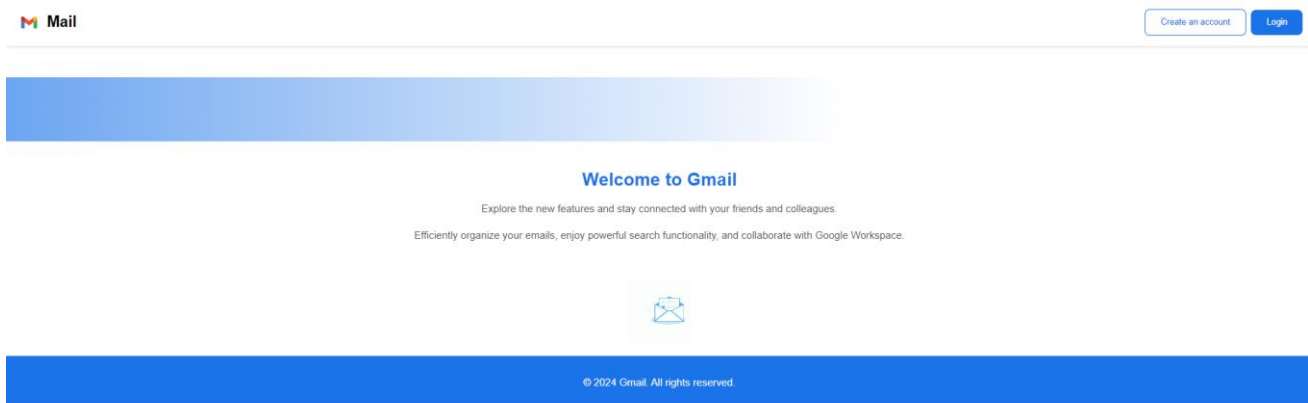 Mail
Create an account
Login
Welcome to Gmail
Explore the new features and stay connected with your friends and colleagues.
Efficiently organize your emails, enjoy powerful search functionality, and collaborate with Google Workspace.
© 2024 Gmail. All rights reserved.